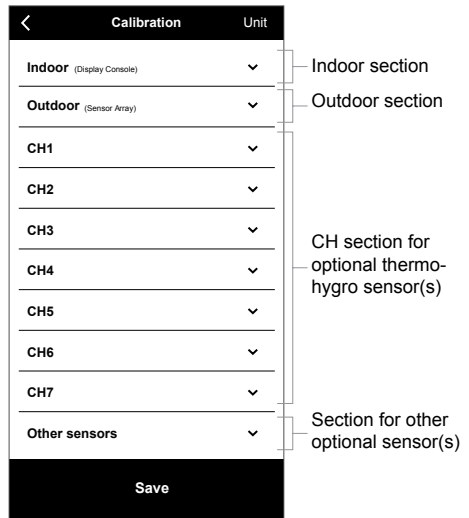 Calibration Unit
Indoor (Display Console)
Indoor section
Outdoor (Sensor Array)
Outdoor section
CH1
CH2
CH3
CH4
CH5
CH6
CH7
CH section for
optional thermo-
hygro sensor(s)
Other sensors
Section for other
optional sensor(s)
Save